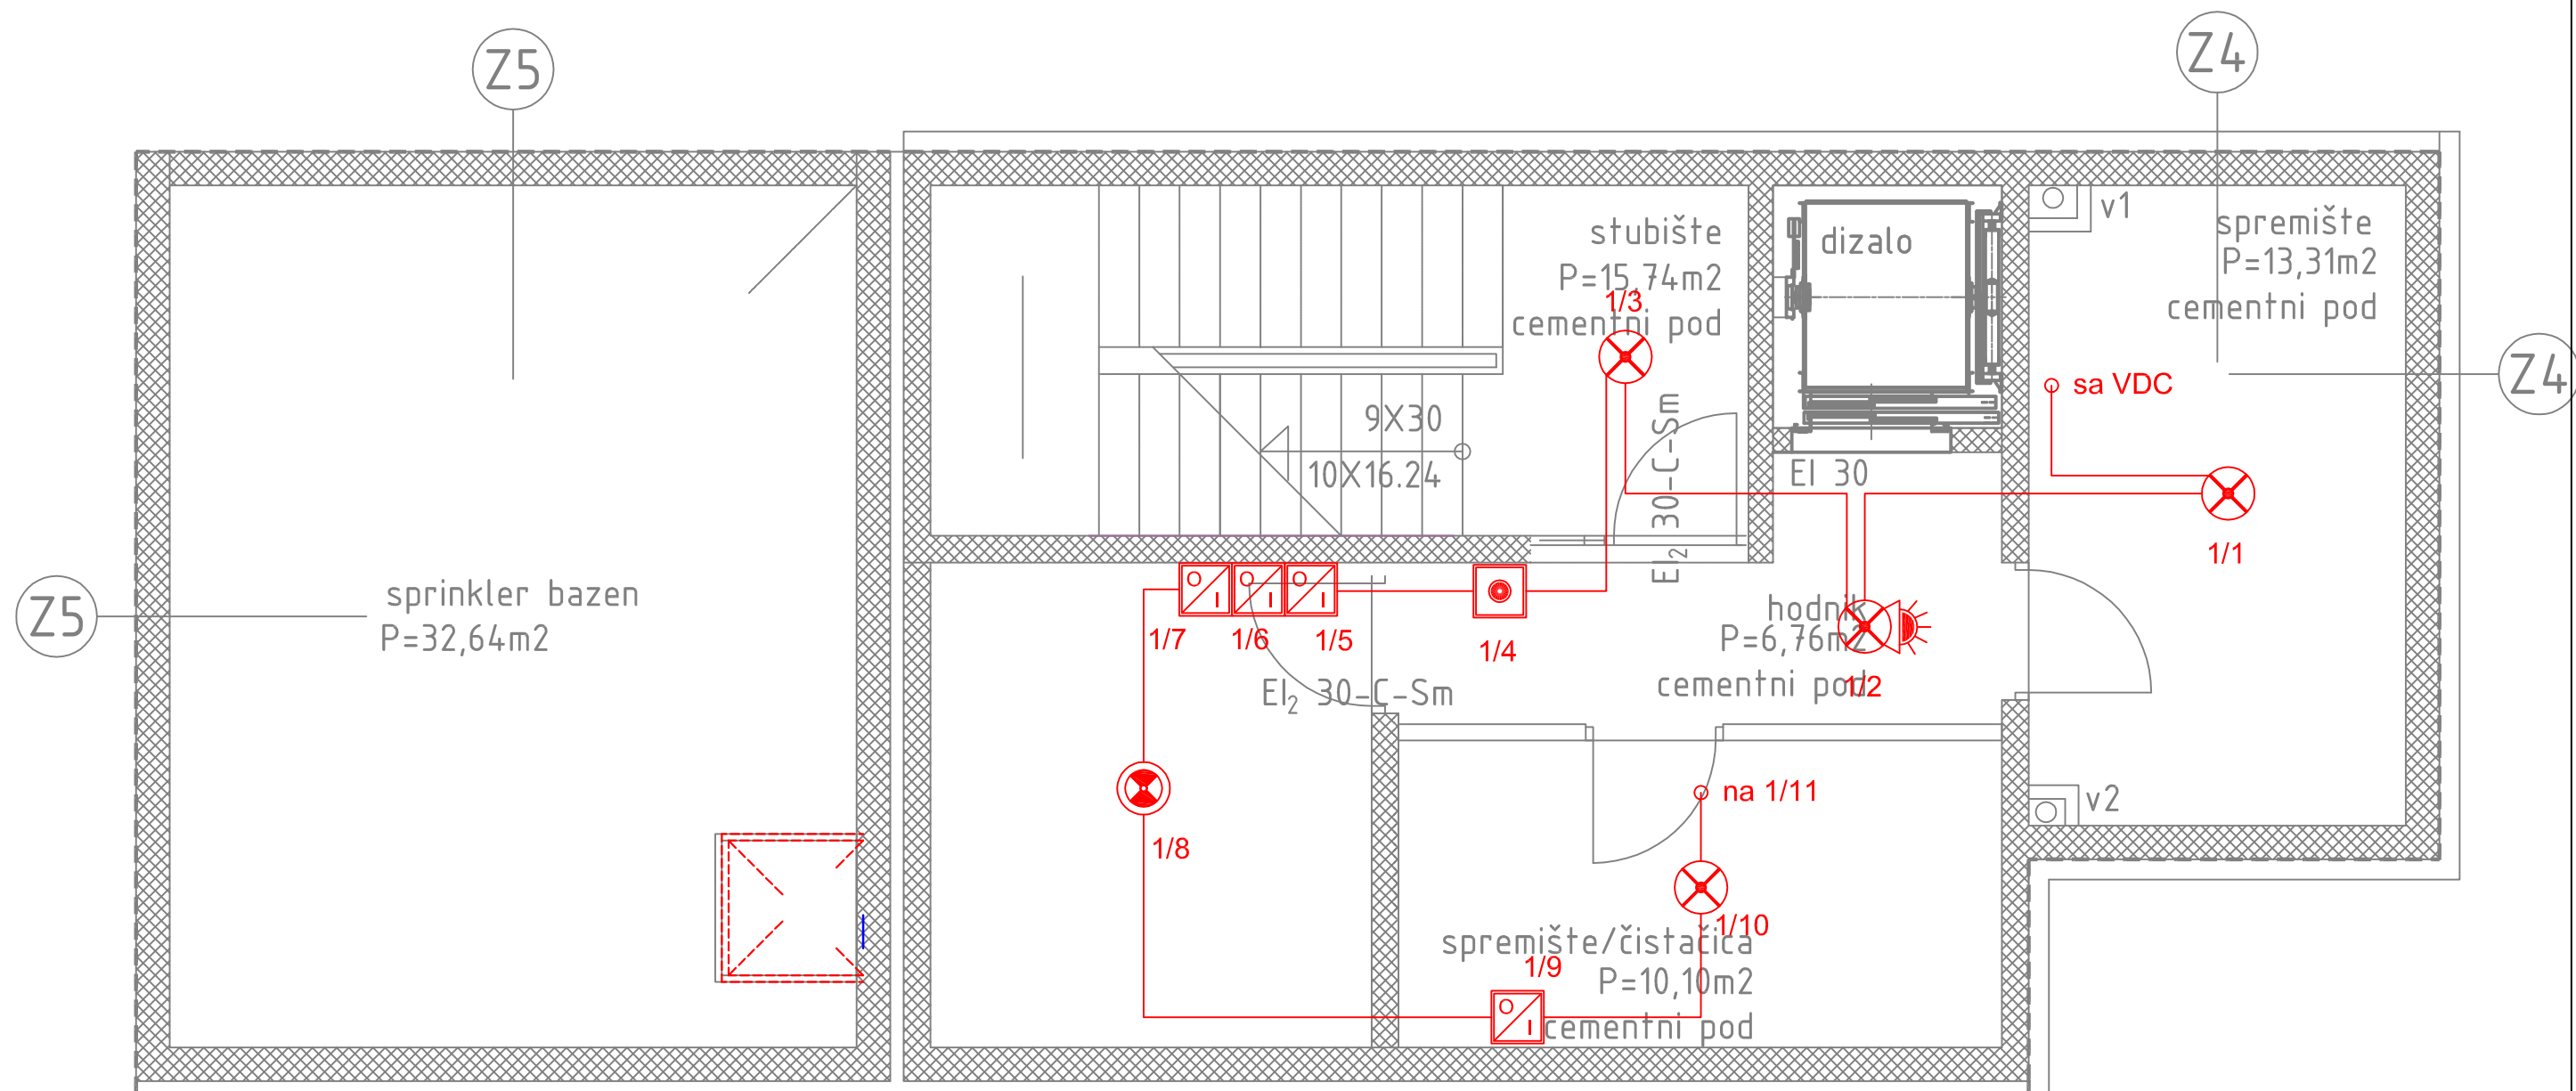 Z5
Z4
stubište
P=15,74m2
cementni pod
1/3
dizalo
v1
spremište
P=13,31m2
cementni pod
Z4
sa VDC
9X30
10X16.24
EI2 30-C-Sm
EI 30
1/1
Z5
sprinkler bazen
P=32,64m2
O
I
O
I
O
I
1/7
1/6
1/5
1/4
hodnik
P=6,76m2
cementni pod
1/2
EI2 30-C-Sm
na 1/11
v2
1/8
1/10
spremište/čistačica
1/9
P=10,10m2
O
I
cementni pod